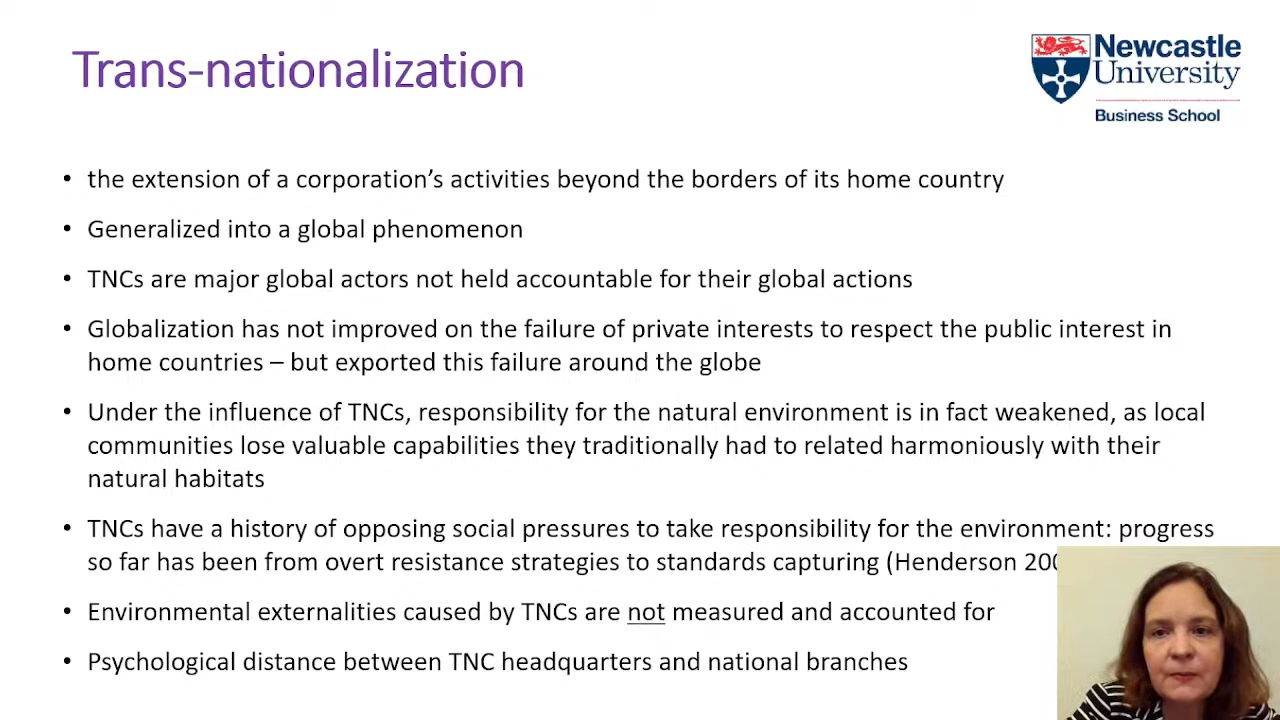 Trans-nationalization
Newcastle
University
Business School
• the extension of a corporation’s activities beyond the borders of its home country
• Generalized into a global phenomenon
• TNCs are major global actors not held accountable for their global actions
• Globalization has not improved on the failure of private interests to respect the public interest in
home countries – but exported this failure around the globe
• Under the influence of TNCs, responsibility for the natural environment is in fact weakened, as local
communities lose valuable capabilities they traditionally had to related harmoniously with their
natural habitats
• TNCs have a history of opposing social pressures to take responsibility for the environment: progress
so far has been from overt resistance strategies to standards capturing (Henderson
• Environmental externalities caused by TNCs are not measured and accounted for
• Psychological distance between TNC headquarters and national branches